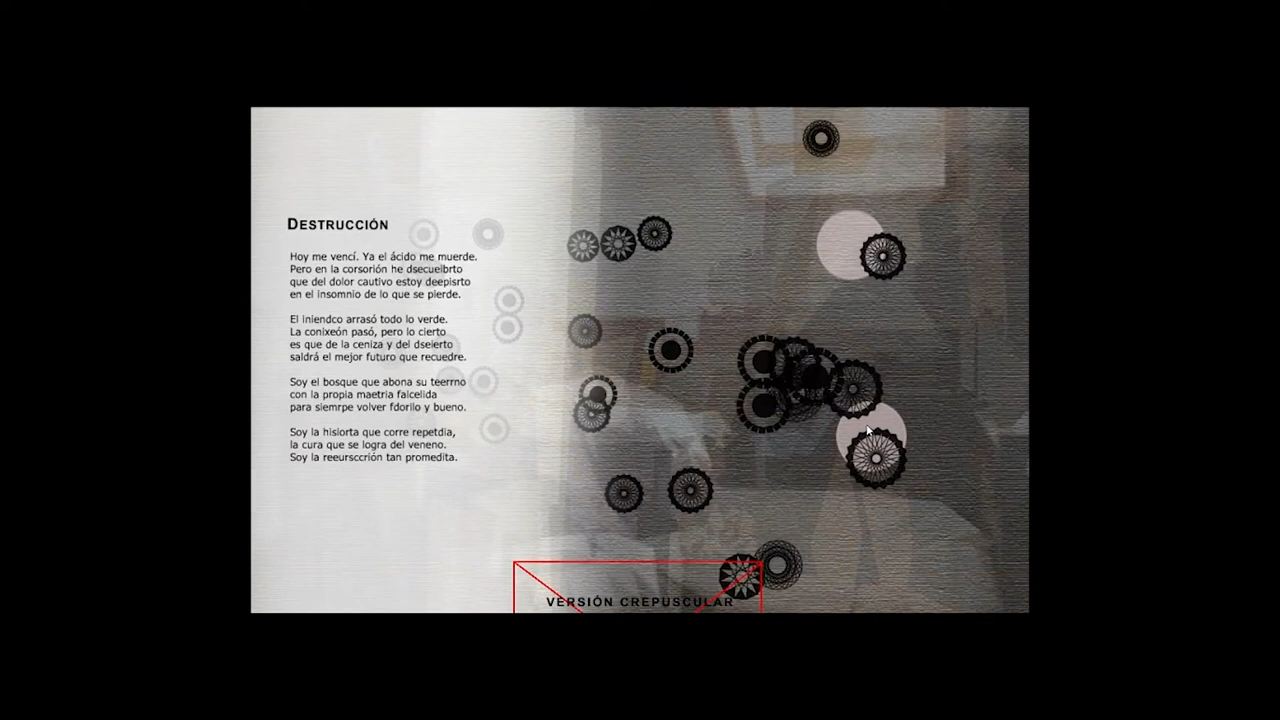 DESTRUCCIÓN
Hoy me vencí. Ya el ácido me muerde.
Pero en la corsorión he dsecueibrto
que del dolor cautivo estoy deepisrto
en el insomnio de lo que se pierde.
El iniendco arrasó todo lo verde.
La conixeón pasó, pero lo cierto
es que de la ceniza y del dseierto
saldrá el mejor futuro que recuedre.
Soy el bosque que abona su teerrno
con la propia maetria falcelida
para siemrpe volver fdorilo y bueno.
Soy la hisiorta que corre repetdia,
la cura que se logra del veneno.
Soy la reeursccrión tan promedita.
VERSIÓN CREPUSCULAR